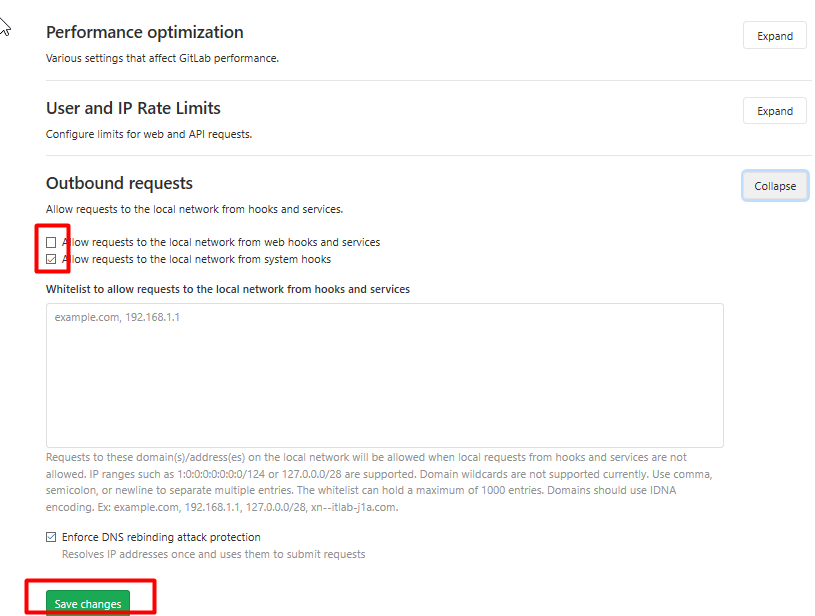 Performance optimization
Expand
Various settings that affect GitLab performance.
User and IP Rate Limits
Expand
Configure limits for web and API requests.
Outbound requests
Collapse
Allow requests to the local network from hooks and services.
Allow requests to the local network from web hooks and services
Allow requests to the local network from system hooks
Whitelist to allow requests to the local network from hooks and services
example.com, 192.168.1.1
Requests to these domain(s)/address(es) on the local network will be allowed when local requests from hooks and services are not
allowed. IP ranges such as 1:0:0:0:0:0:0:0/124 or 127.0.0.0/28 are supported. Domain wildcards are not supported currently. Use comma,
semicolon, or newline to separate multiple entries. The whitelist can hold a maximum of 1000 entries. Domains should use IDNA
encoding. Ex: example.com, 192.168.1.1, 127.0.0.0/28, xn--itlab-j1a.com.
Enforce DNS rebinding attack protection
Resolves IP addresses once and uses them to submit requests
Save changes